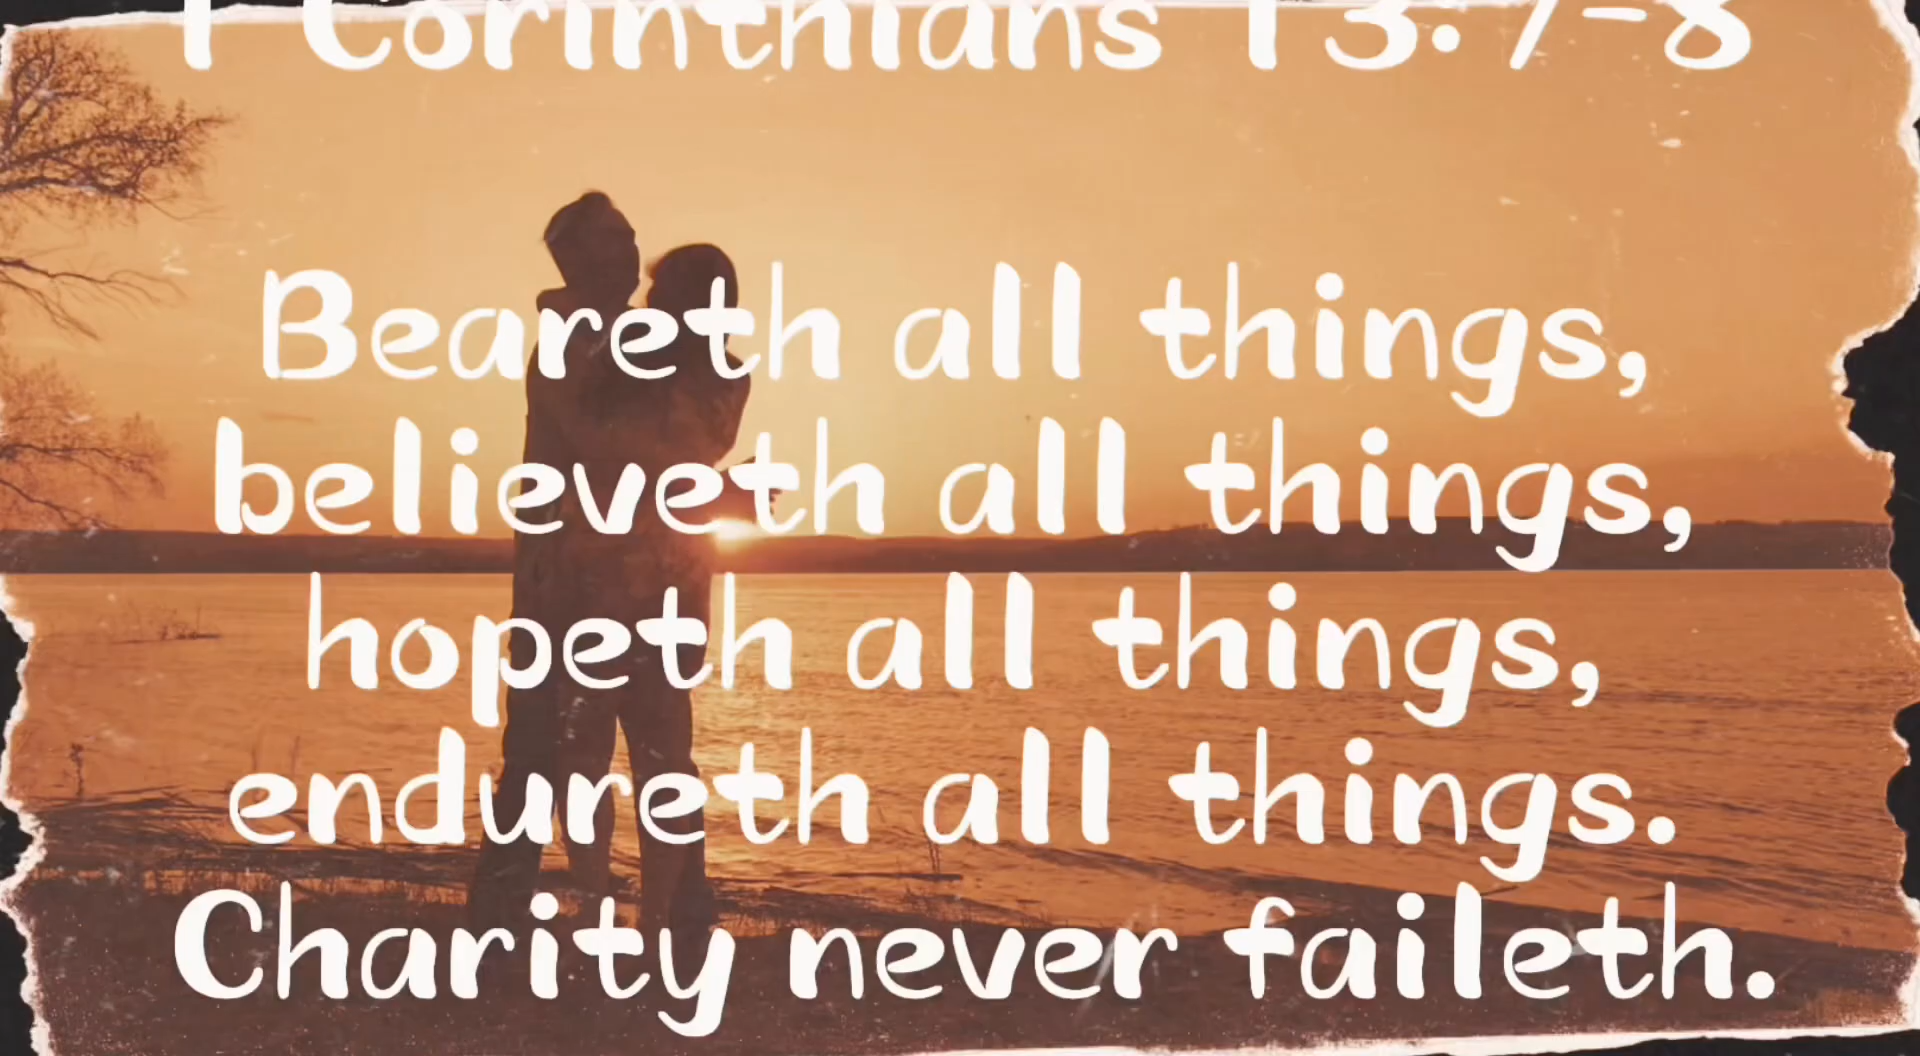 1 Corinthians 13:7-8
Beareth all things,
believeth all things,
hopeth all things,
endureth all things.
Charity never faileth.